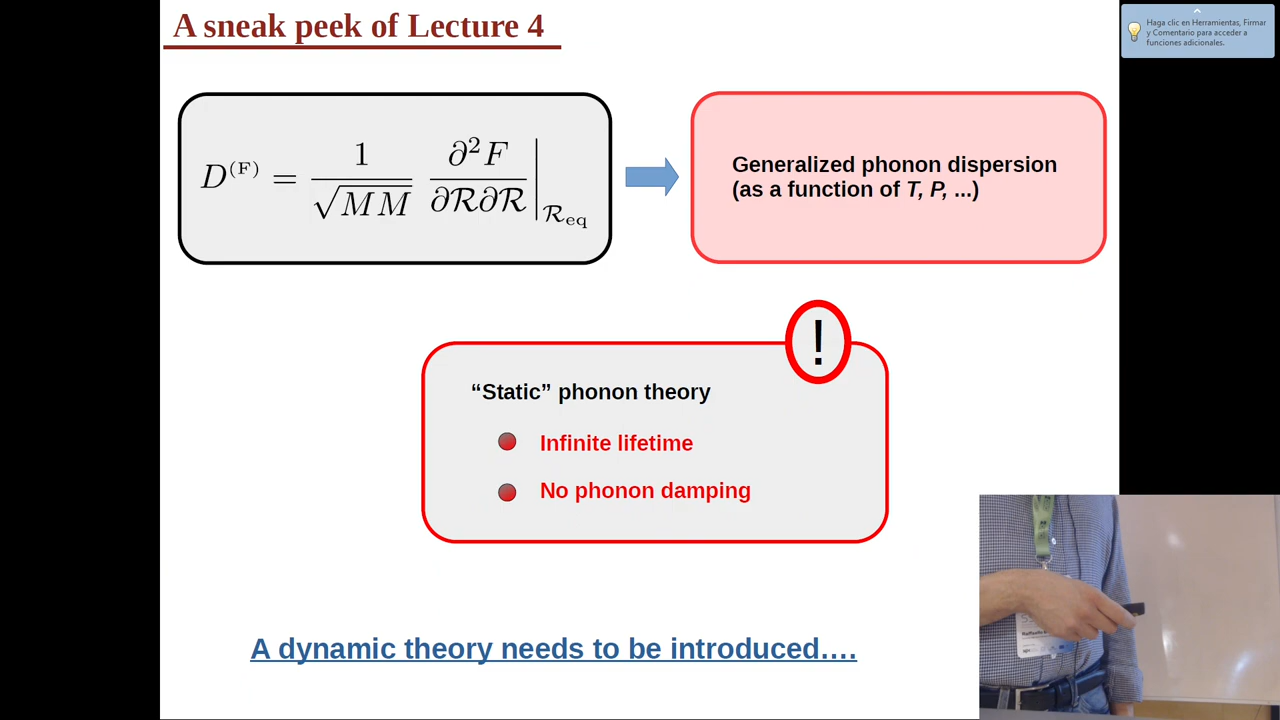 A sneak peek of Lecture 4
Haga clic en Herramientas, Firmar
y Comentario para acceder a
funciones adicionales.
D^(F) = 1/√MM ∂²F/∂R∂R |R_eq
Generalized phonon dispersion
(as a function of T, P, ...)
!
“Static” phonon theory
Infinite lifetime
No phonon damping
A dynamic theory needs to be introduced….